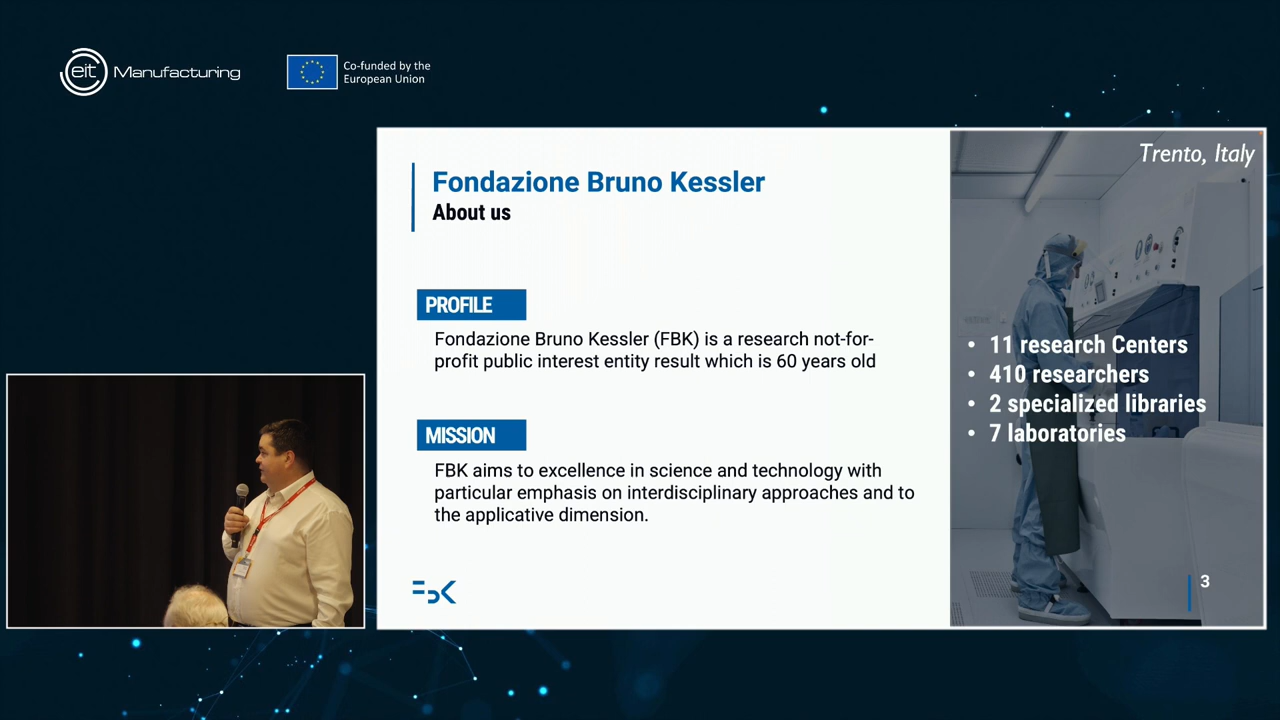 eit Manufacturing
Co-funded by the
European Union
Fondazione Bruno Kessler
About us
PROFILE
Fondazione Bruno Kessler (FBK) is a research not-for-
profit public interest entity result which is 60 years old
MISSION
FBK aims to excellence in science and technology with
particular emphasis on interdisciplinary approaches and to
the applicative dimension.
FBK
Trento, Italy
• 11 research Centers
• 410 researchers
• 2 specialized libraries
• 7 laboratories
3